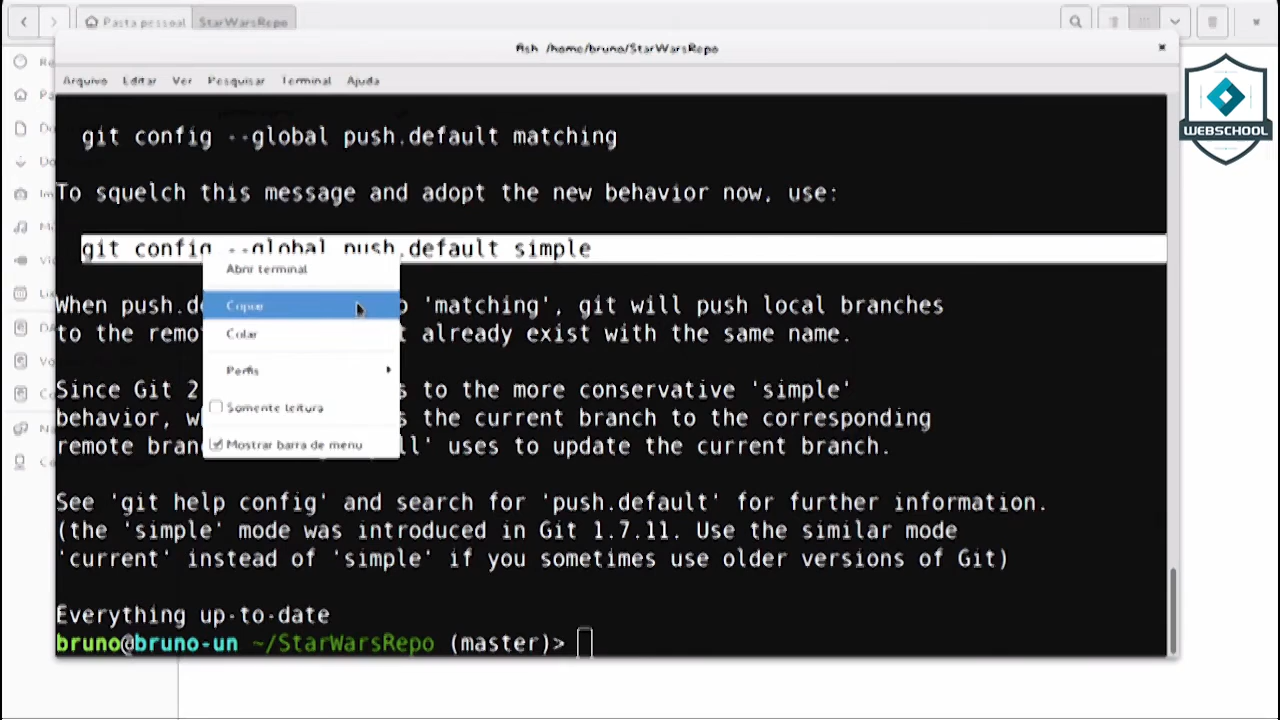 Pasta pessoal StarWarsRepo
fish /home/bruno/StarWarsRepo
Arquivo Editar Ver Pesquisar Terminal Ajuda
WEBSCHOOL
git config --global push.default matching
To squelch this message and adopt the new behavior now, use:
git config --global push.default simple
Abrir terminal
Copiar
Colar
Perfis
Somente leitura
Mostrar barra de menu
When push.de 'matching', git will push local branches
to the remo already exist with the same name.
Since Git 2 s to the more conservative 'simple'
behavior, w s the current branch to the corresponding
remote bran ll' uses to update the current branch.
See 'git help config' and search for 'push.default' for further information.
(the 'simple' mode was introduced in Git 1.7.11. Use the similar mode
'current' instead of 'simple' if you sometimes use older versions of Git)
Everything up-to-date
bruno@bruno-un ~/StarWarsRepo (master)>